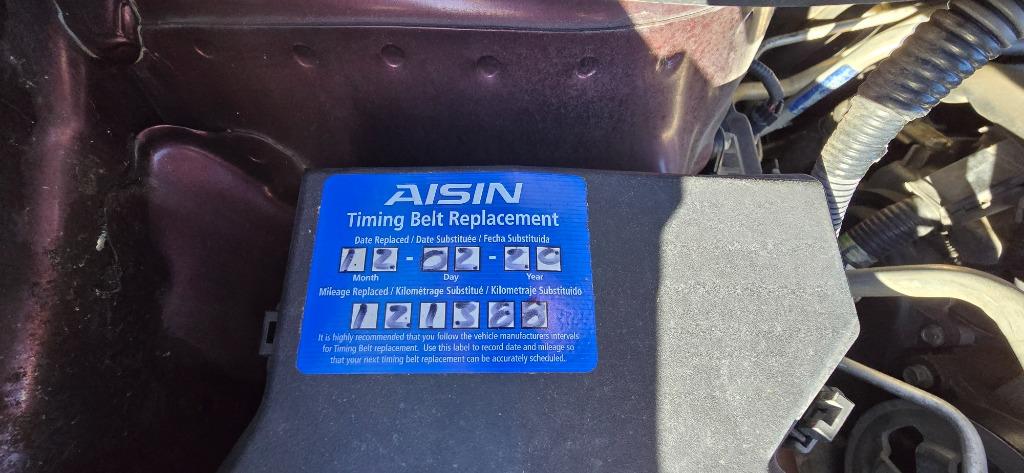 AISIN
Timing Belt Replacement
Date Replaced / Date Substituée / Fecha Substituida
12-02-20
Month Day Year
Mileage Replaced / Kilométrage Substitué / Kilometraje Substituido
It is highly recommended that you follow the vehicle manufacturers intervals
for Timing Belt replacement. Use this label to record date and mileage so
that your next timing belt replacement can be accurately scheduled.